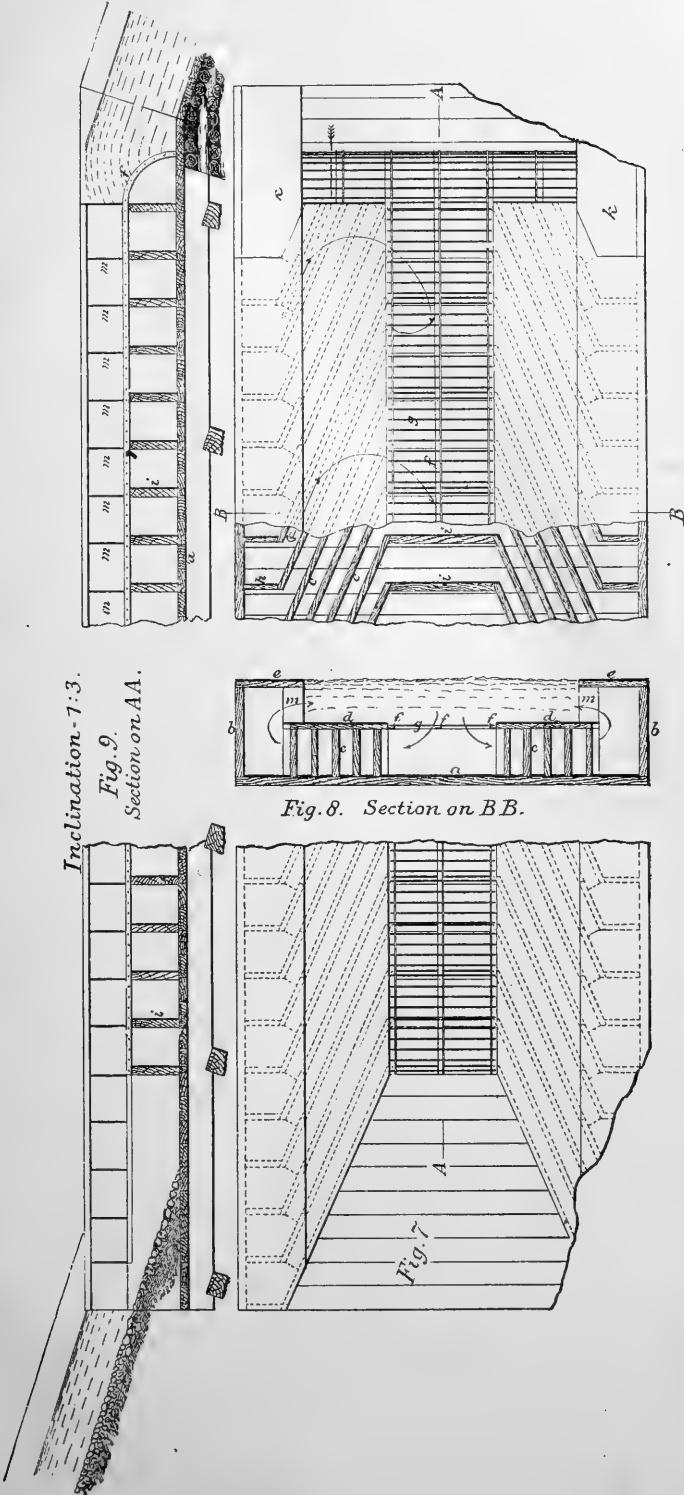 f
m m m m m m m m
i
a
A
k
g
f
B
B
h
c
c
i
i
Inclination - 1:3.
Fig. 9.
Section on AA.
e e
m m
b b
d f g f f d
c c
a
Fig. 8. Section on BB.
i
A
Fig. 7